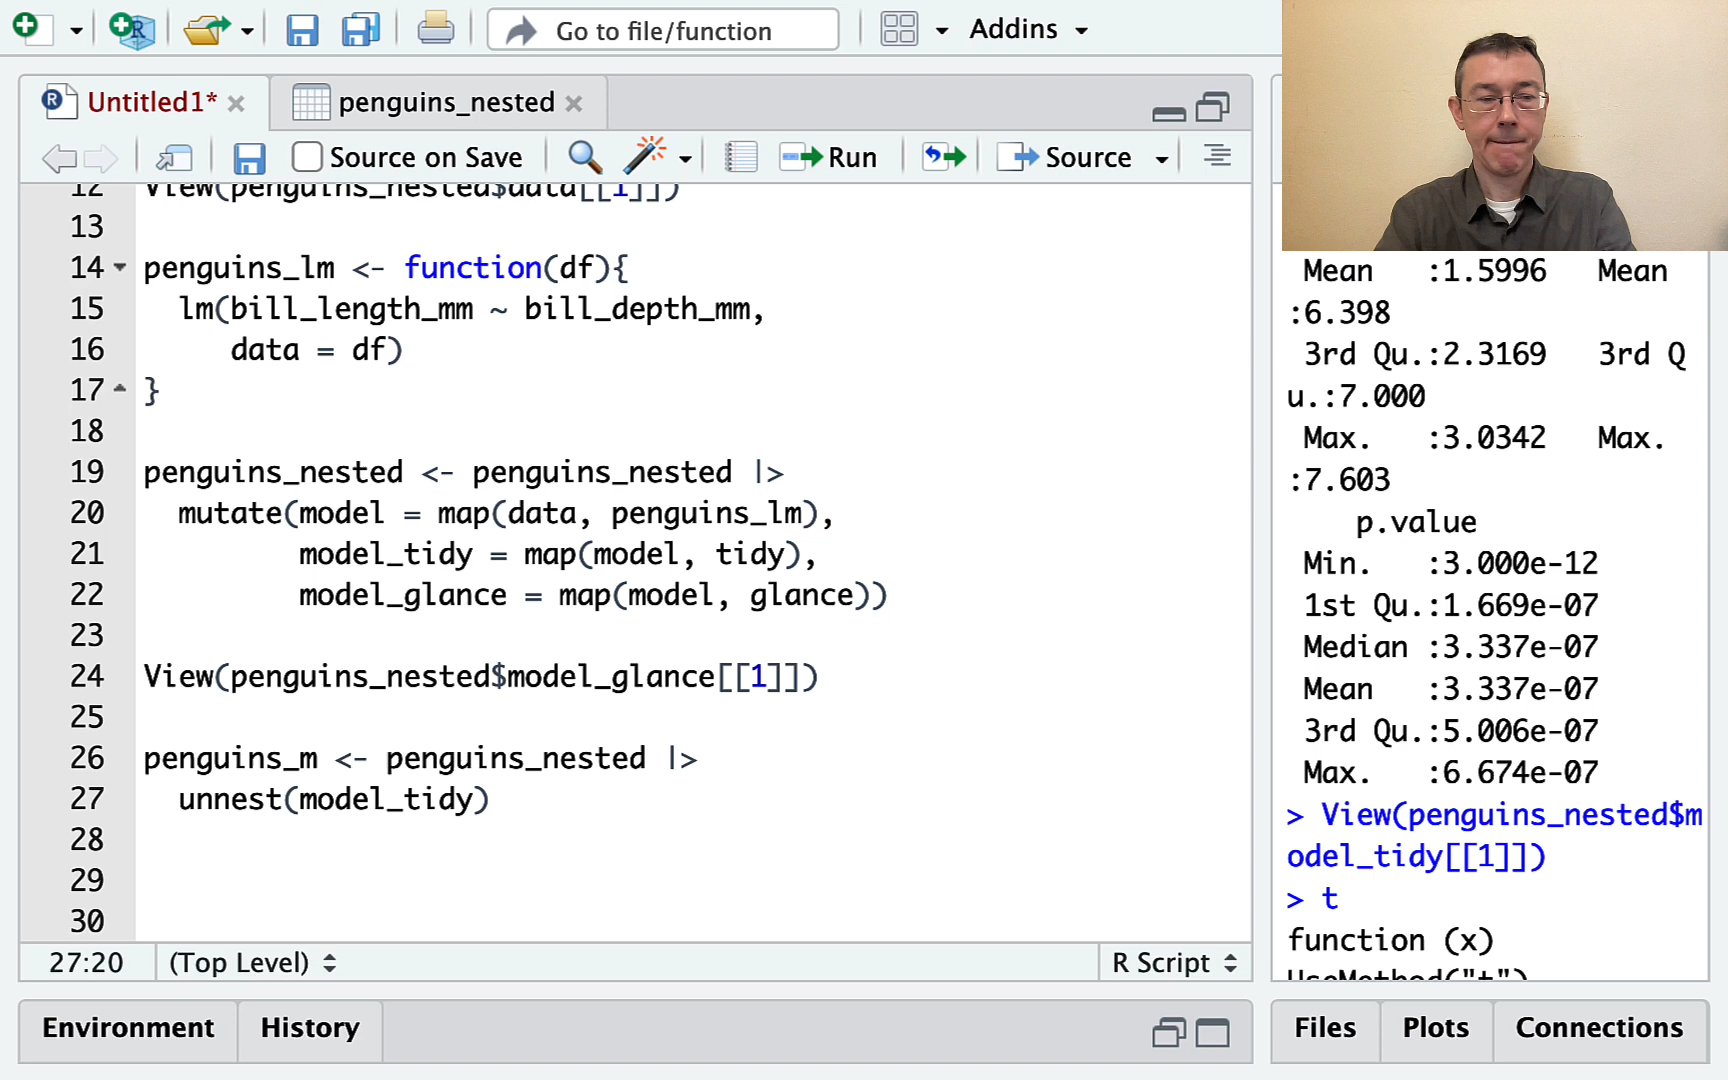 Go to file/function
Addins
Untitled1*
penguins_nested
Source on Save
Run
Source
12 View(penguins_nested$data[[1]])
13
14 penguins_lm <- function(df){
15 lm(bill_length_mm ~ bill_depth_mm,
16 data = df)
17 }
18
19 penguins_nested <- penguins_nested |>
20 mutate(model = map(data, penguins_lm),
21 model_tidy = map(model, tidy),
22 model_glance = map(model, glance))
23
24 View(penguins_nested$model_glance[[1]])
25
26 penguins_m <- penguins_nested |>
27 unnest(model_tidy)
28
29
30
27:20 (Top Level) R Script
Environment
History
Mean :1.5996 Mean
:6.398
3rd Qu.:2.3169 3rd Q
u.:7.000
Max. :3.0342 Max.
:7.603
p.value
Min. :3.000e-12
1st Qu.:1.669e-07
Median :3.337e-07
Mean :3.337e-07
3rd Qu.:5.006e-07
Max. :6.674e-07
> View(penguins_nested$m
odel_tidy[[1]])
> t
function (x)
UseMethod("t")
Files
Plots
Connections